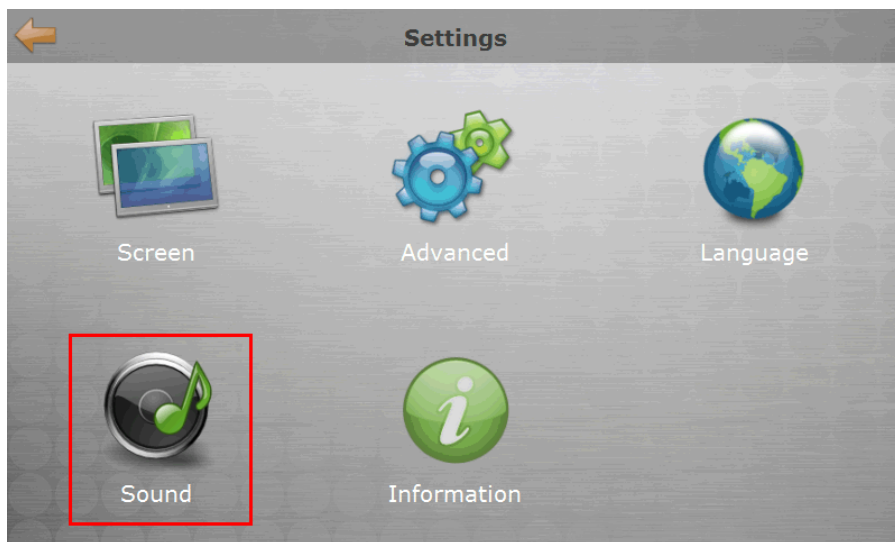 Settings
Screen
Advanced
Language
Sound
Information